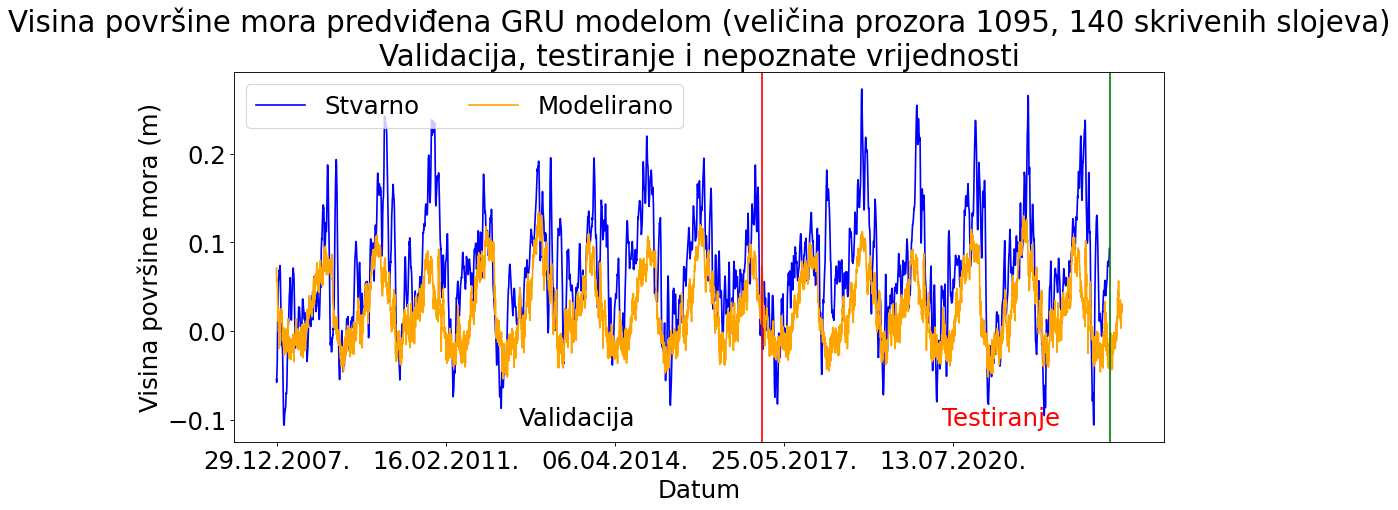 Visina površine mora predviđena GRU modelom (veličina prozora 1095, 140 skrivenih slojeva)
Validacija, testiranje i nepoznate vrijednosti
Stvarno
Modelirano
Visina površine mora (m)
0.2
0.1
0.0
−0.1
Validacija
Testiranje
29.12.2007.
16.02.2011.
06.04.2014.
25.05.2017.
13.07.2020.
Datum